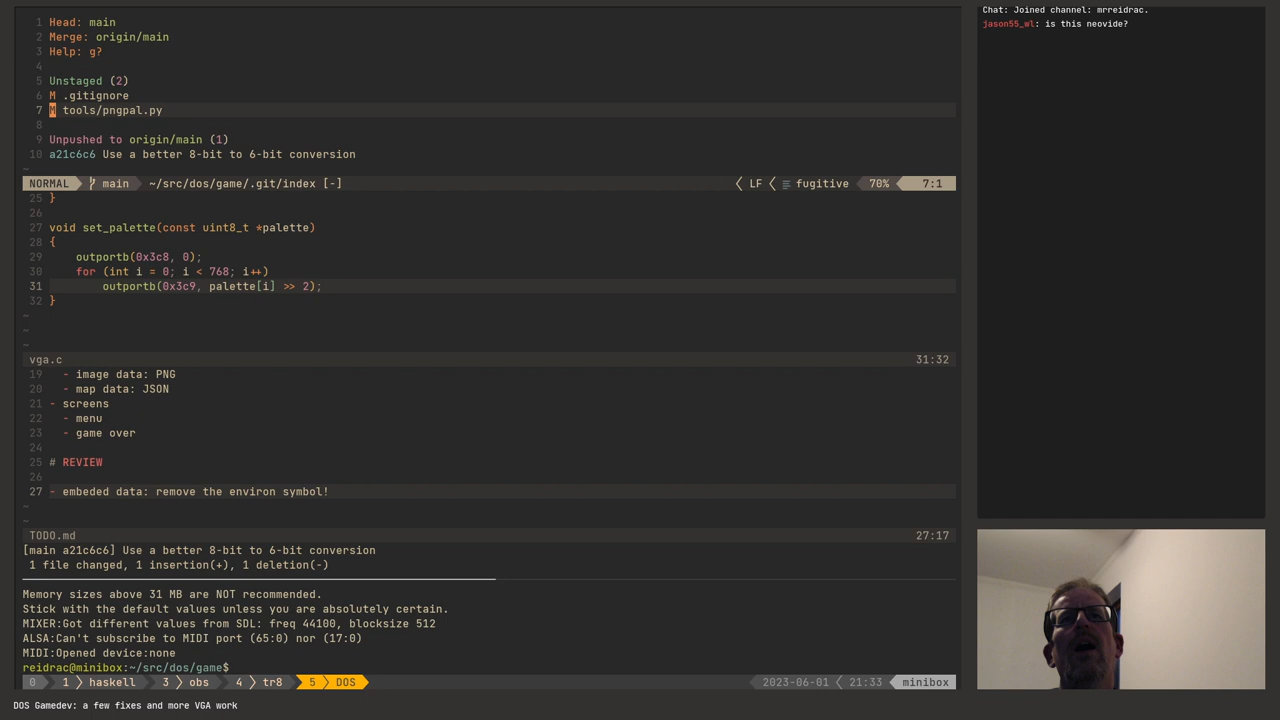 1 Head: main
2 Merge: origin/main
3 Help: g?
4
5 Unstaged (2)
6 M .gitignore
7 M tools/pngpal.py
8
9 Unpushed to origin/main (1)
10 a21c6c6 Use a better 8-bit to 6-bit conversion
~
NORMAL main ~/src/dos/game/.git/index [-] LF fugitive 70% 7:1
25 }
26
27 void set_palette(const uint8_t *palette)
28 {
29 outportb(0x3c8, 0);
30 for (int i = 0; i < 768; i++)
31 outportb(0x3c9, palette[i] >> 2);
32 }
~
~
~
vga.c 31:32
19 - image data: PNG
20 - map data: JSON
21 - screens
22 - menu
23 - game over
24
25 # REVIEW
26
27 - embeded data: remove the environ symbol!
~
~
TODO.md 27:17
[main a21c6c6] Use a better 8-bit to 6-bit conversion
1 file changed, 1 insertion(+), 1 deletion(-)
Memory sizes above 31 MB are NOT recommended.
Stick with the default values unless you are absolutely certain.
MIXER:Got different values from SDL: freq 44100, blocksize 512
ALSA:Can't subscribe to MIDI port (65:0) nor (17:0)
MIDI:Opened device:none
reidrac@minibox:~/src/dos/game$
0 1 haskell 3 obs 4 tr8 5 DOS 2023-06-01 21:33 minibox
DOS Gamedev: a few fixes and more VGA work
Chat: Joined channel: mrreidrac.
jason55_wl: is this neovide?